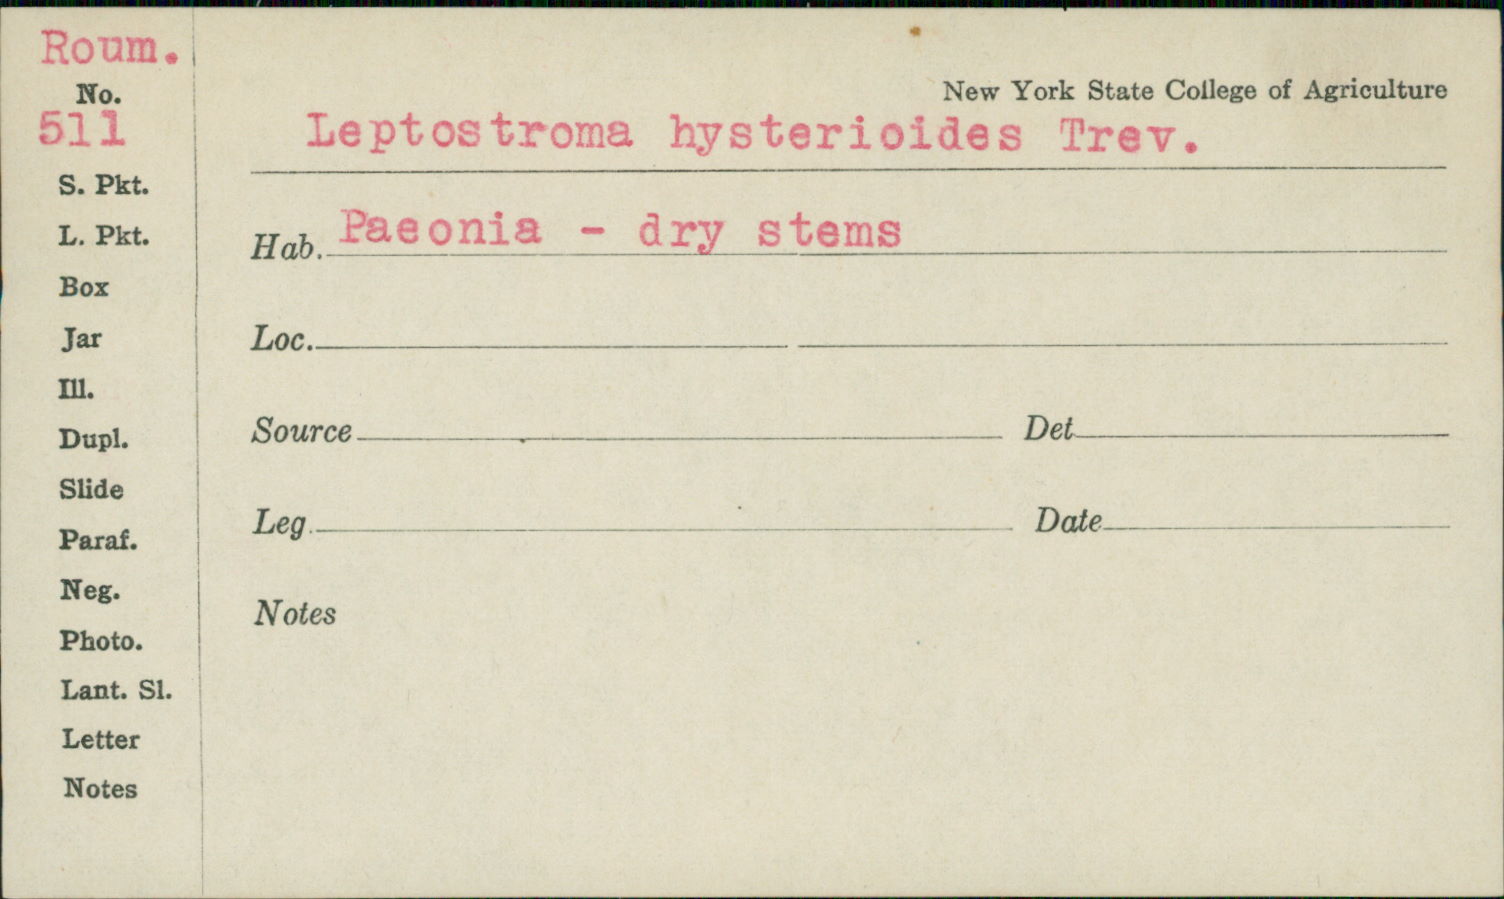 Roum.
No.
511
S. Pkt.
L. Pkt.
Box
Jar
Ill.
Dupl.
Slide
Paraf.
Neg.
Photo.
Lant. Sl.
Letter
Notes
New York State College of Agriculture
Leptostroma hysterioides Trev.
Hab. Paeonia - dry stems
Loc.
Source Det
Leg. Date
Notes